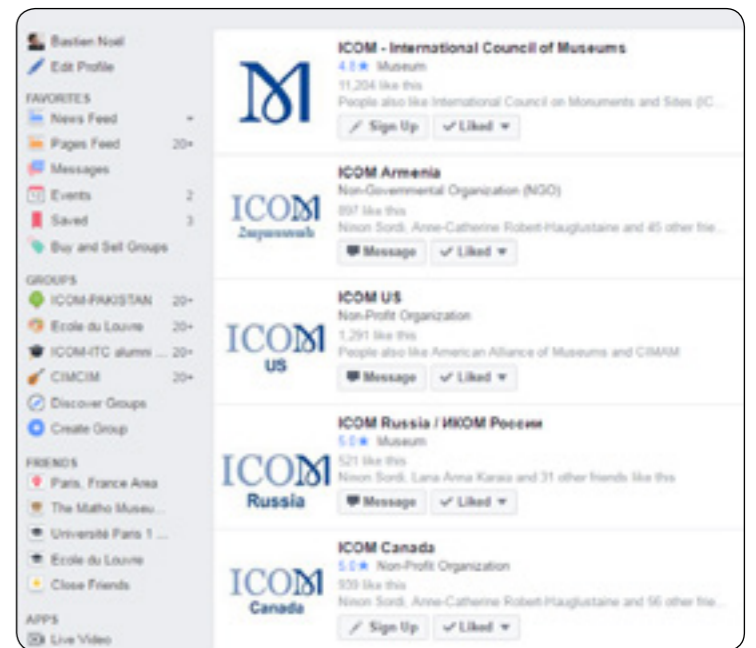 Bastien Noël
Edit Profile
FAVORITES
News Feed
Pages Feed 20+
Messages
Events 2
Saved 3
Buy and Sell Groups
GROUPS
ICOM-PAKISTAN 20+
Ecole du Louvre 20+
ICOM-ITC alumni ... 20+
CIMCIM 20+
Discover Groups
Create Group
FRIENDS
Paris, France Area
The Matho Museu...
Université Paris 1 ...
Ecole du Louvre
Close Friends
APPS
Live Video
M
ICOM - International Council of Museums
4.8★ Museum
11,204 like this
People also like International Council on Monuments and Sites (IC...
Sign Up ✓ Liked ▾
ICOM
ICOM Armenia
Non-Governmental Organization (NGO)
897 like this
Ninon Sordi, Anne-Catherine Robert-Hauglustaine and 45 other frie...
Message ✓ Liked ▾
ICOM
US
ICOM US
Non-Profit Organization
1,291 like this
People also like American Alliance of Museums and CIMAM
Message ✓ Liked ▾
ICOM
Russia
ICOM Russia / ИКОМ России
5.0★ Museum
521 like this
Ninon Sordi, Lana Anna Karaia and 31 other friends like this
Message ✓ Liked ▾
ICOM
Canada
ICOM Canada
5.0★ Non-Profit Organization
939 like this
Ninon Sordi, Anne-Catherine Robert-Hauglustaine and 56 other frie...
Sign Up ✓ Liked ▾